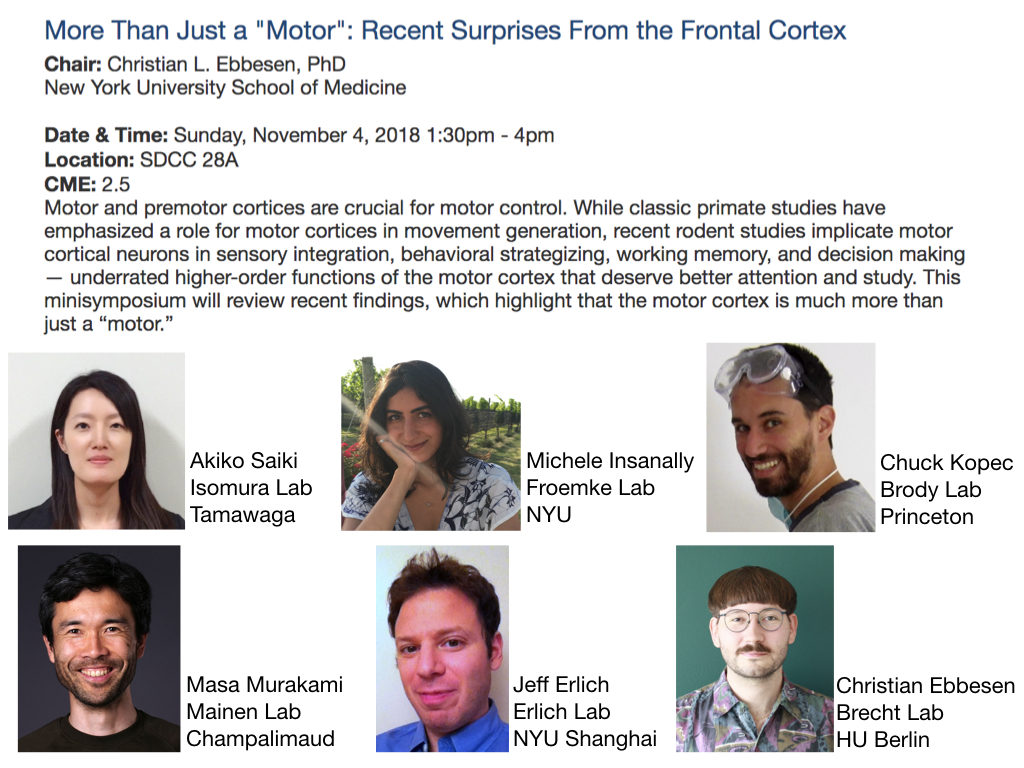 More Than Just a "Motor": Recent Surprises From the Frontal Cortex
Chair: Christian L. Ebbesen, PhD
New York University School of Medicine
Date & Time: Sunday, November 4, 2018 1:30pm - 4pm
Location: SDCC 28A
CME: 2.5
Motor and premotor cortices are crucial for motor control. While classic primate studies have
emphasized a role for motor cortices in movement generation, recent rodent studies implicate motor
cortical neurons in sensory integration, behavioral strategizing, working memory, and decision making
— underrated higher-order functions of the motor cortex that deserve better attention and study. This
minisymposium will review recent findings, which highlight that the motor cortex is much more than
just a “motor.”
Akiko Saiki
Isomura Lab
Tamawaga
Michele Insanally
Froemke Lab
NYU
Chuck Kopec
Brody Lab
Princeton
Masa Murakami
Mainen Lab
Champalimaud
Jeff Erlich
Erlich Lab
NYU Shanghai
Christian Ebbesen
Brecht Lab
HU Berlin